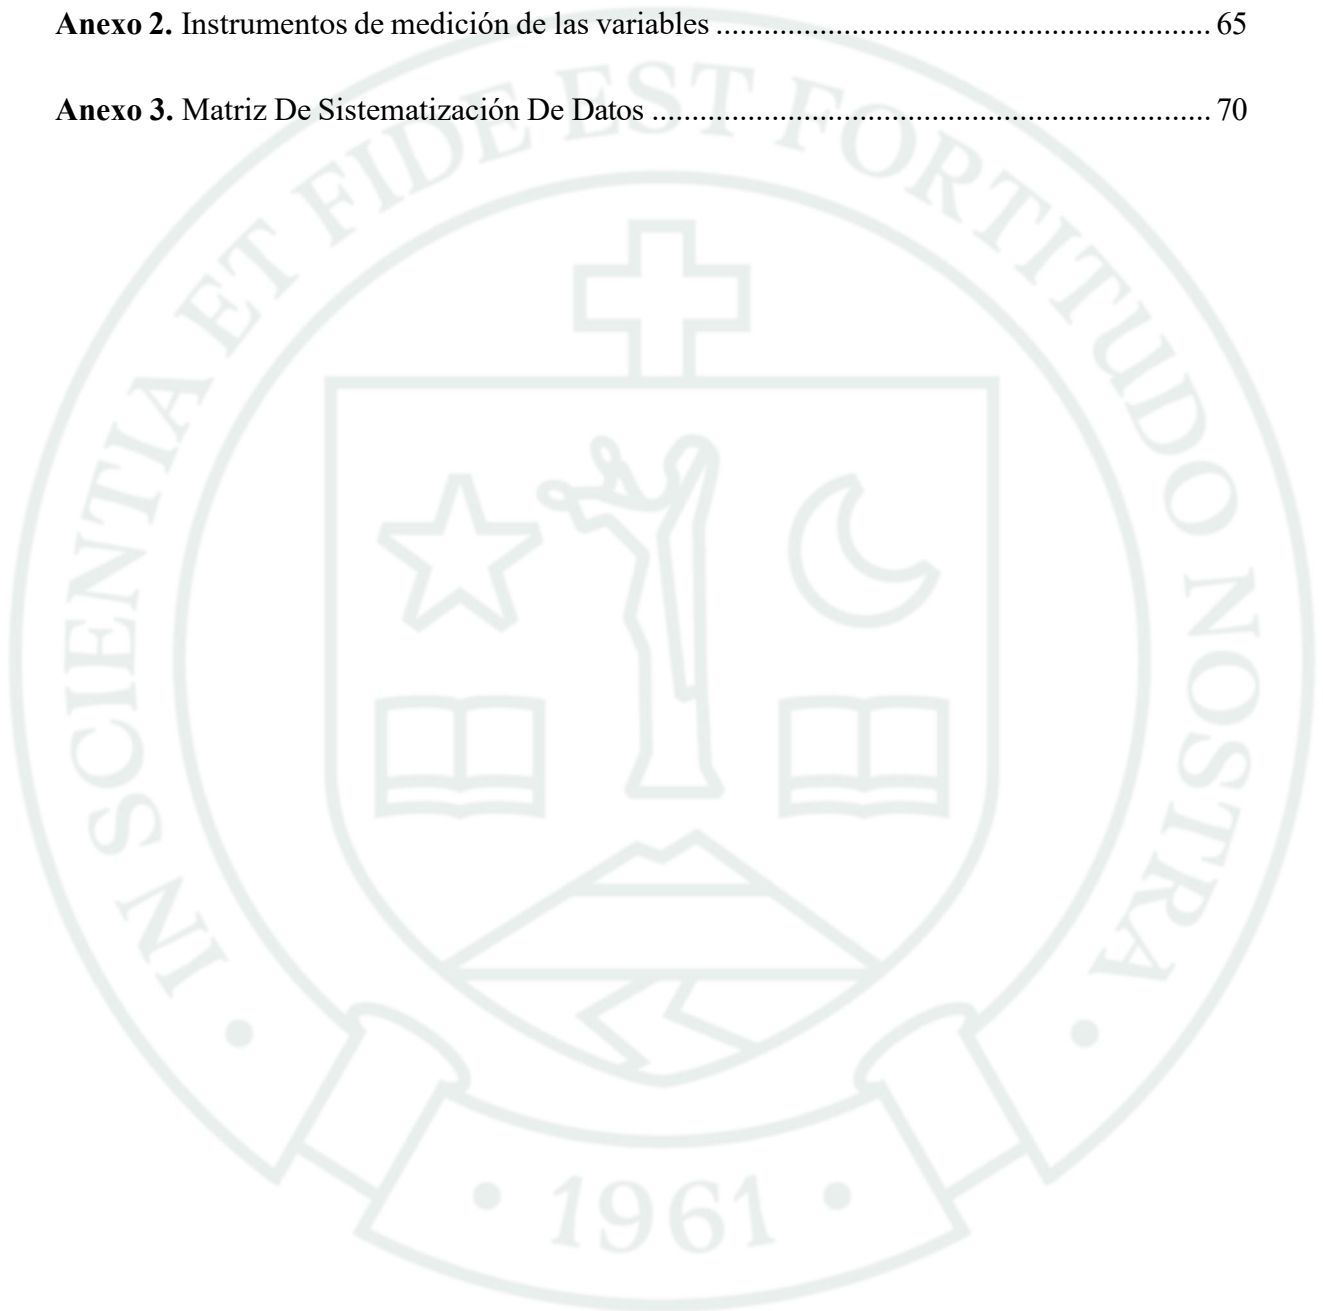 Anexo 2. Instrumentos de medición de las variables ............................................................... 65
Anexo 3. Matriz De Sistematización De Datos ....................................................................... 70
IN SCIENTIA ET FIDE EST FORTITUDO NOSTRA
• 1961 •